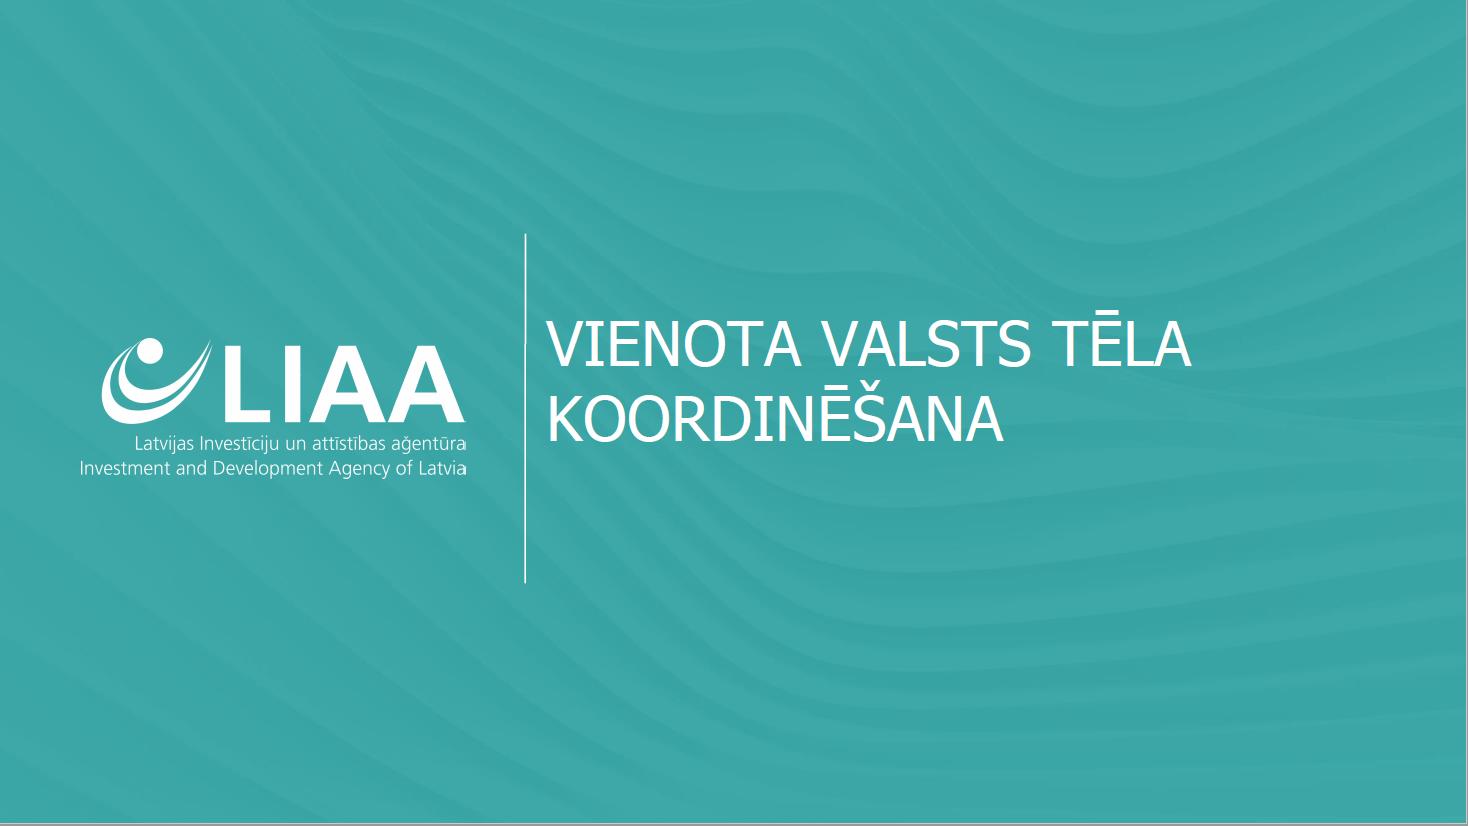 LIAA
Latvijas Investīciju un attīstības aģentūra
Investment and Development Agency of Latvia
VIENOTA VALSTS TĒLA
KOORDINĒŠANA